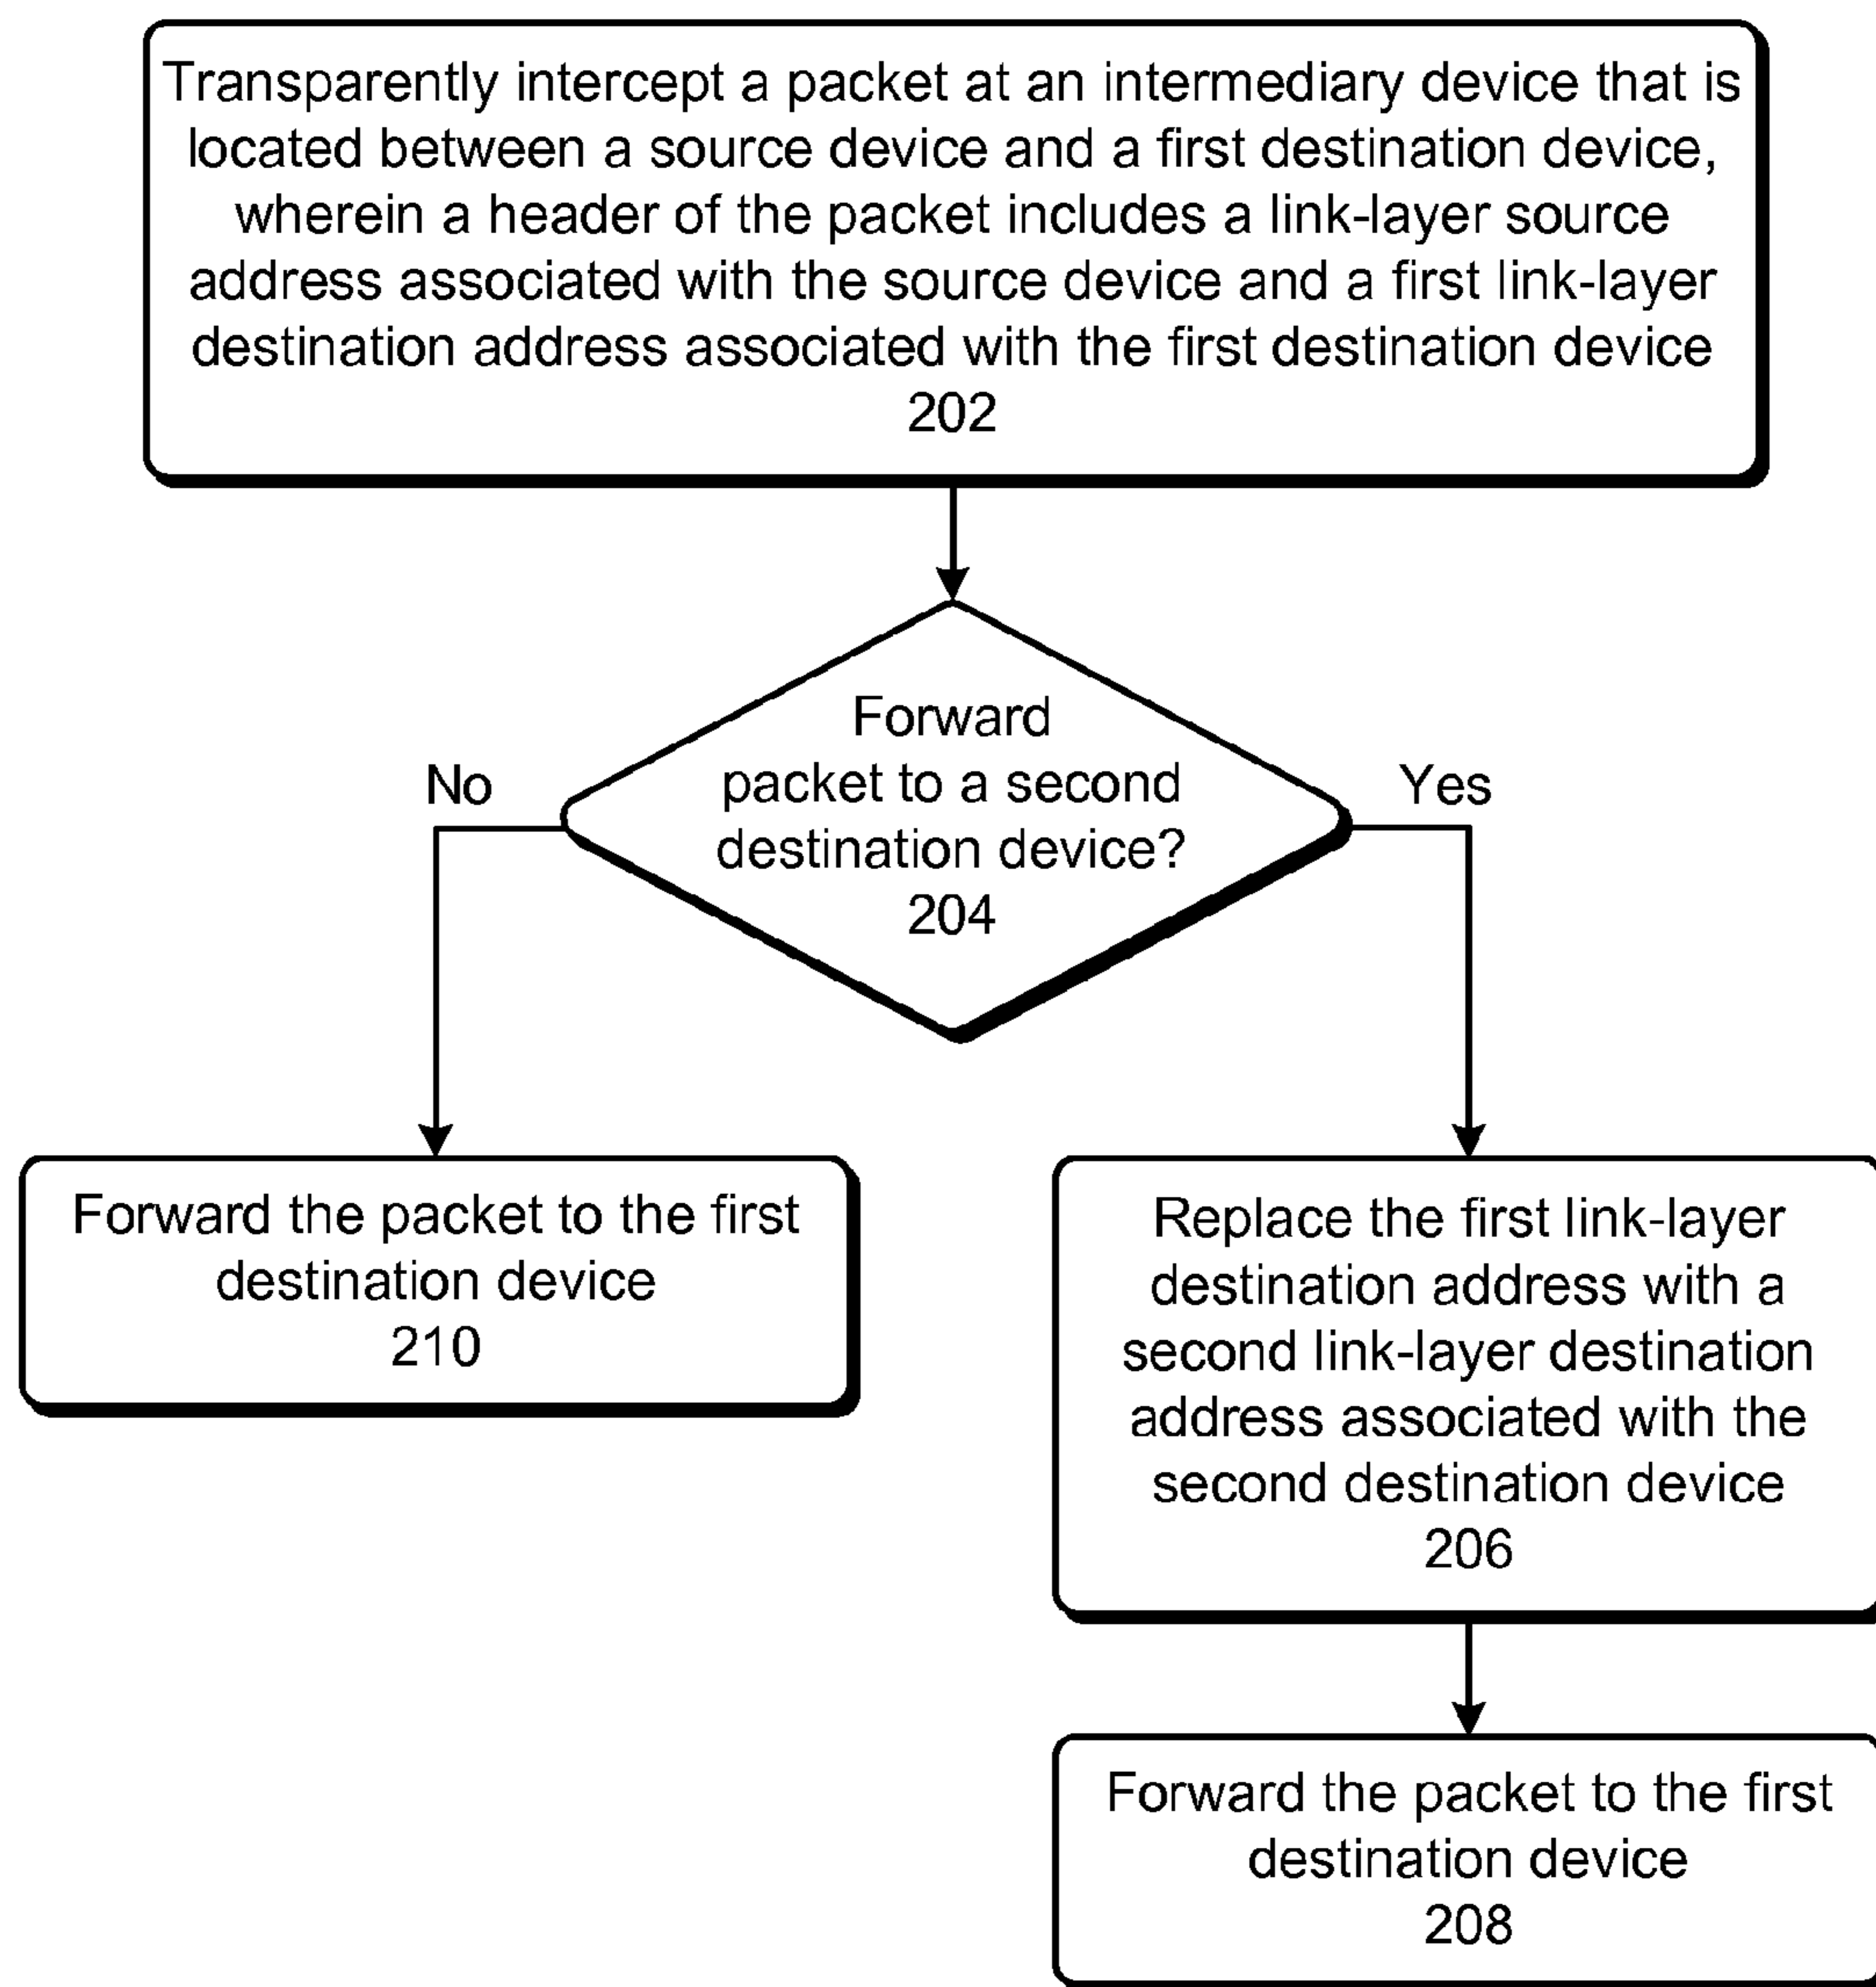 Transparently intercept a packet at an intermediary device that is
located between a source device and a first destination device,
wherein a header of the packet includes a link-layer source
address associated with the source device and a first link-layer
destination address associated with the first destination device
202
Forward
packet to a second
destination device?
204
No
Yes
Forward the packet to the first
destination device
210
Replace the first link-layer
destination address with a
second link-layer destination
address associated with the
second destination device
206
Forward the packet to the first
destination device
208